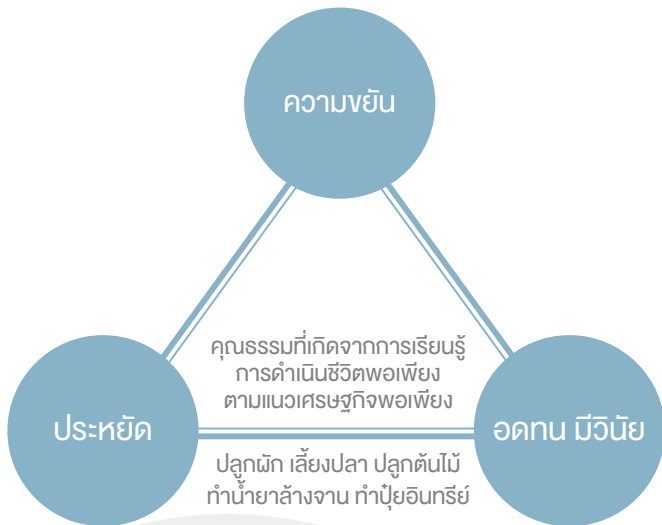 ความขยัน
คุณธรรมที่เกิดจากการเรียนรู้
การดำเนินชีวิตพอเพียง
ตามแนวเศรษฐกิจพอเพียง
ประหยัด
อดทน มีวินัย
ปลูกผัก เลี้ยงปลา ปลูกต้นไม้
ทำน้ำยาล้างจาน ทำปุ๋ยอินทรีย์